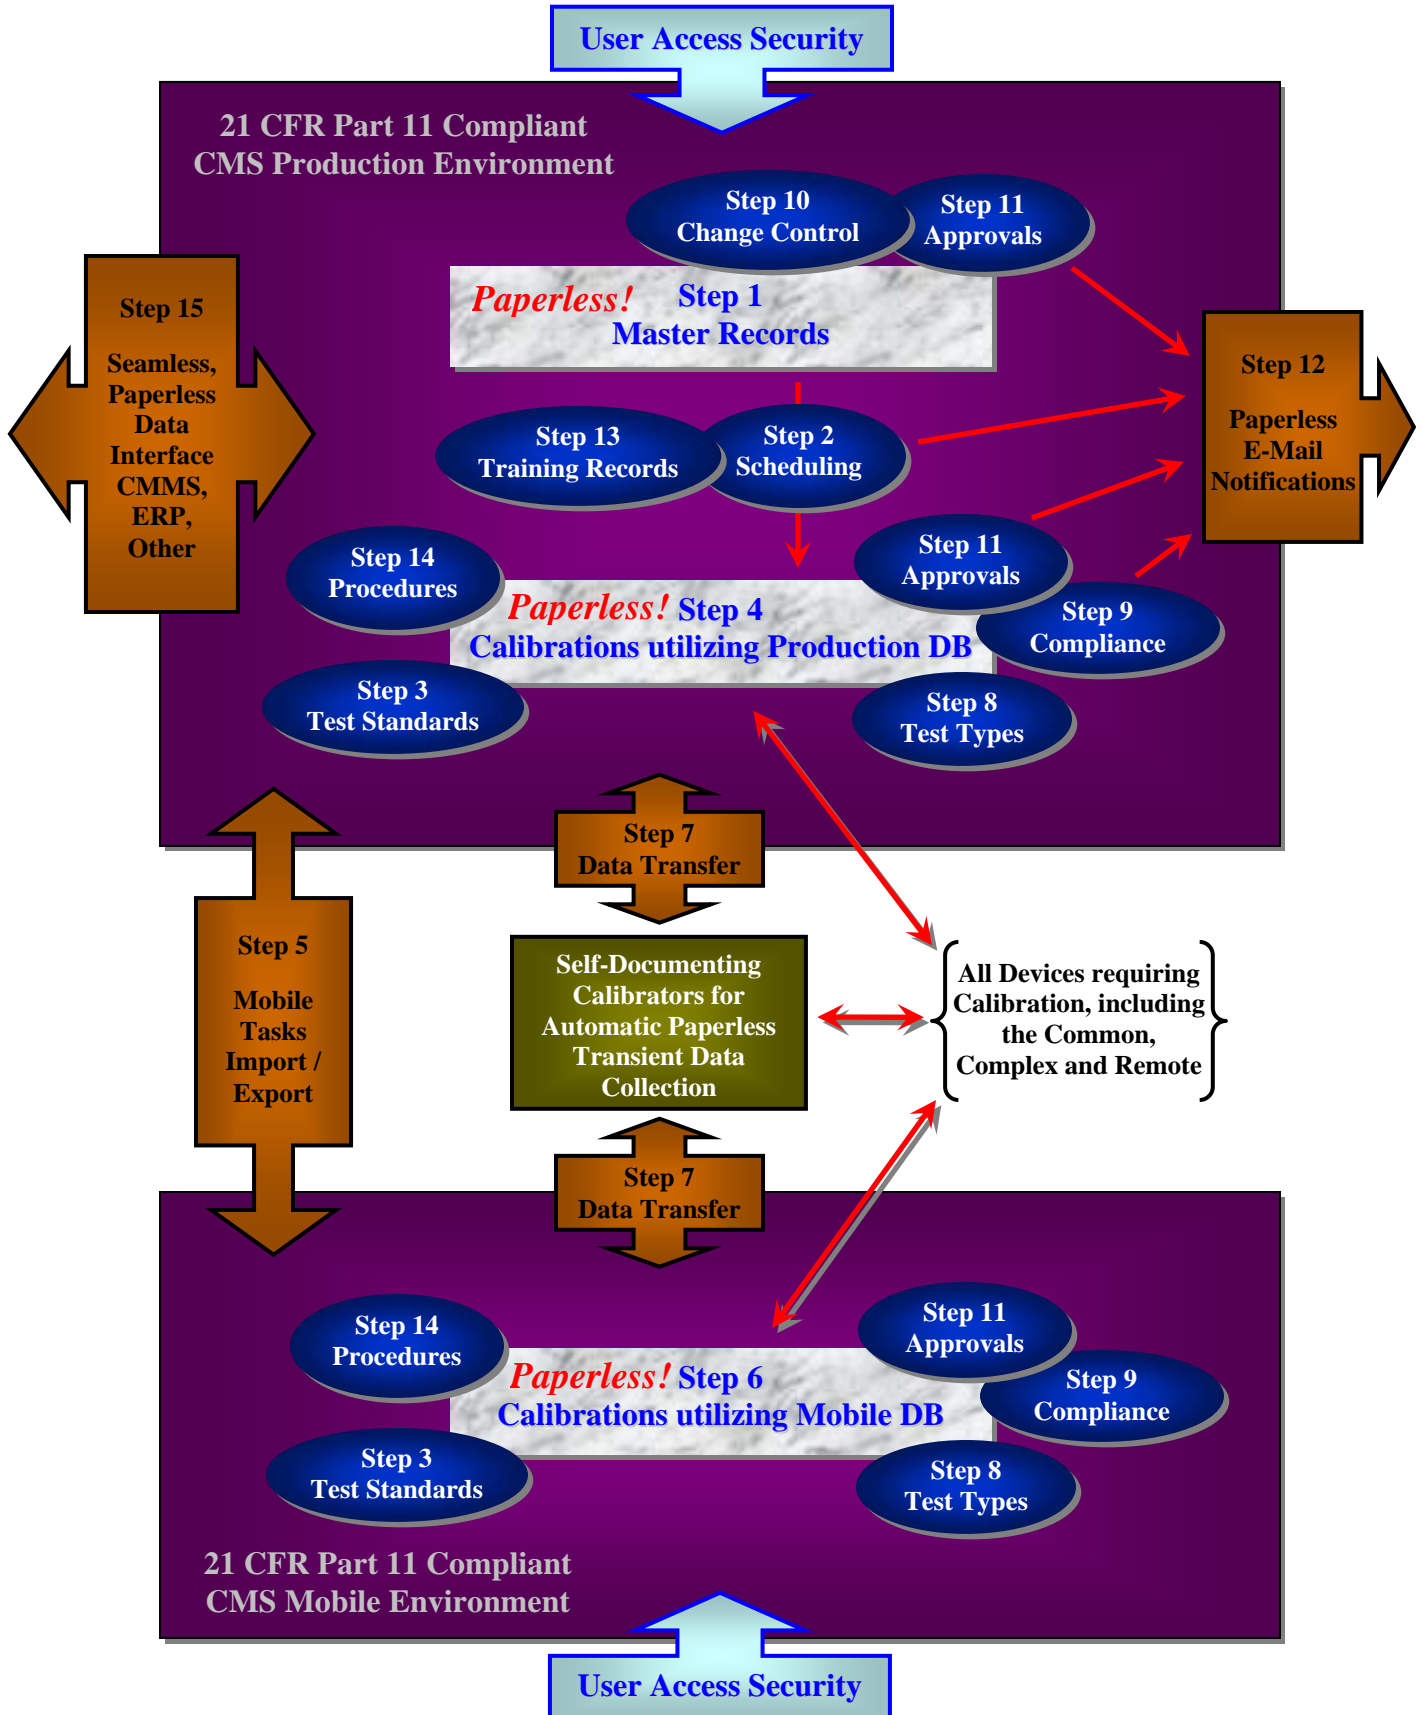 User Access Security
21 CFR Part 11 Compliant
CMS Production Environment
Step 10
Change Control
Step 11
Approvals
Paperless! Step 1
Master Records
Step 15
Seamless,
Paperless
Data
Interface
CMMS,
ERP,
Other
Step 12
Paperless
E-Mail
Notifications
Step 13
Training Records
Step 2
Scheduling
Step 14
Procedures
Step 11
Approvals
Paperless! Step 4
Calibrations utilizing Production DB
Step 9
Compliance
Step 3
Test Standards
Step 8
Test Types
Step 7
Data Transfer
Step 5
Mobile
Tasks
Import /
Export
Self-Documenting
Calibrators for
Automatic Paperless
Transient Data
Collection
All Devices requiring
Calibration, including
the Common,
Complex and Remote
Step 7
Data Transfer
Step 14
Procedures
Step 11
Approvals
Paperless! Step 6
Calibrations utilizing Mobile DB
Step 9
Compliance
Step 3
Test Standards
Step 8
Test Types
21 CFR Part 11 Compliant
CMS Mobile Environment
User Access Security